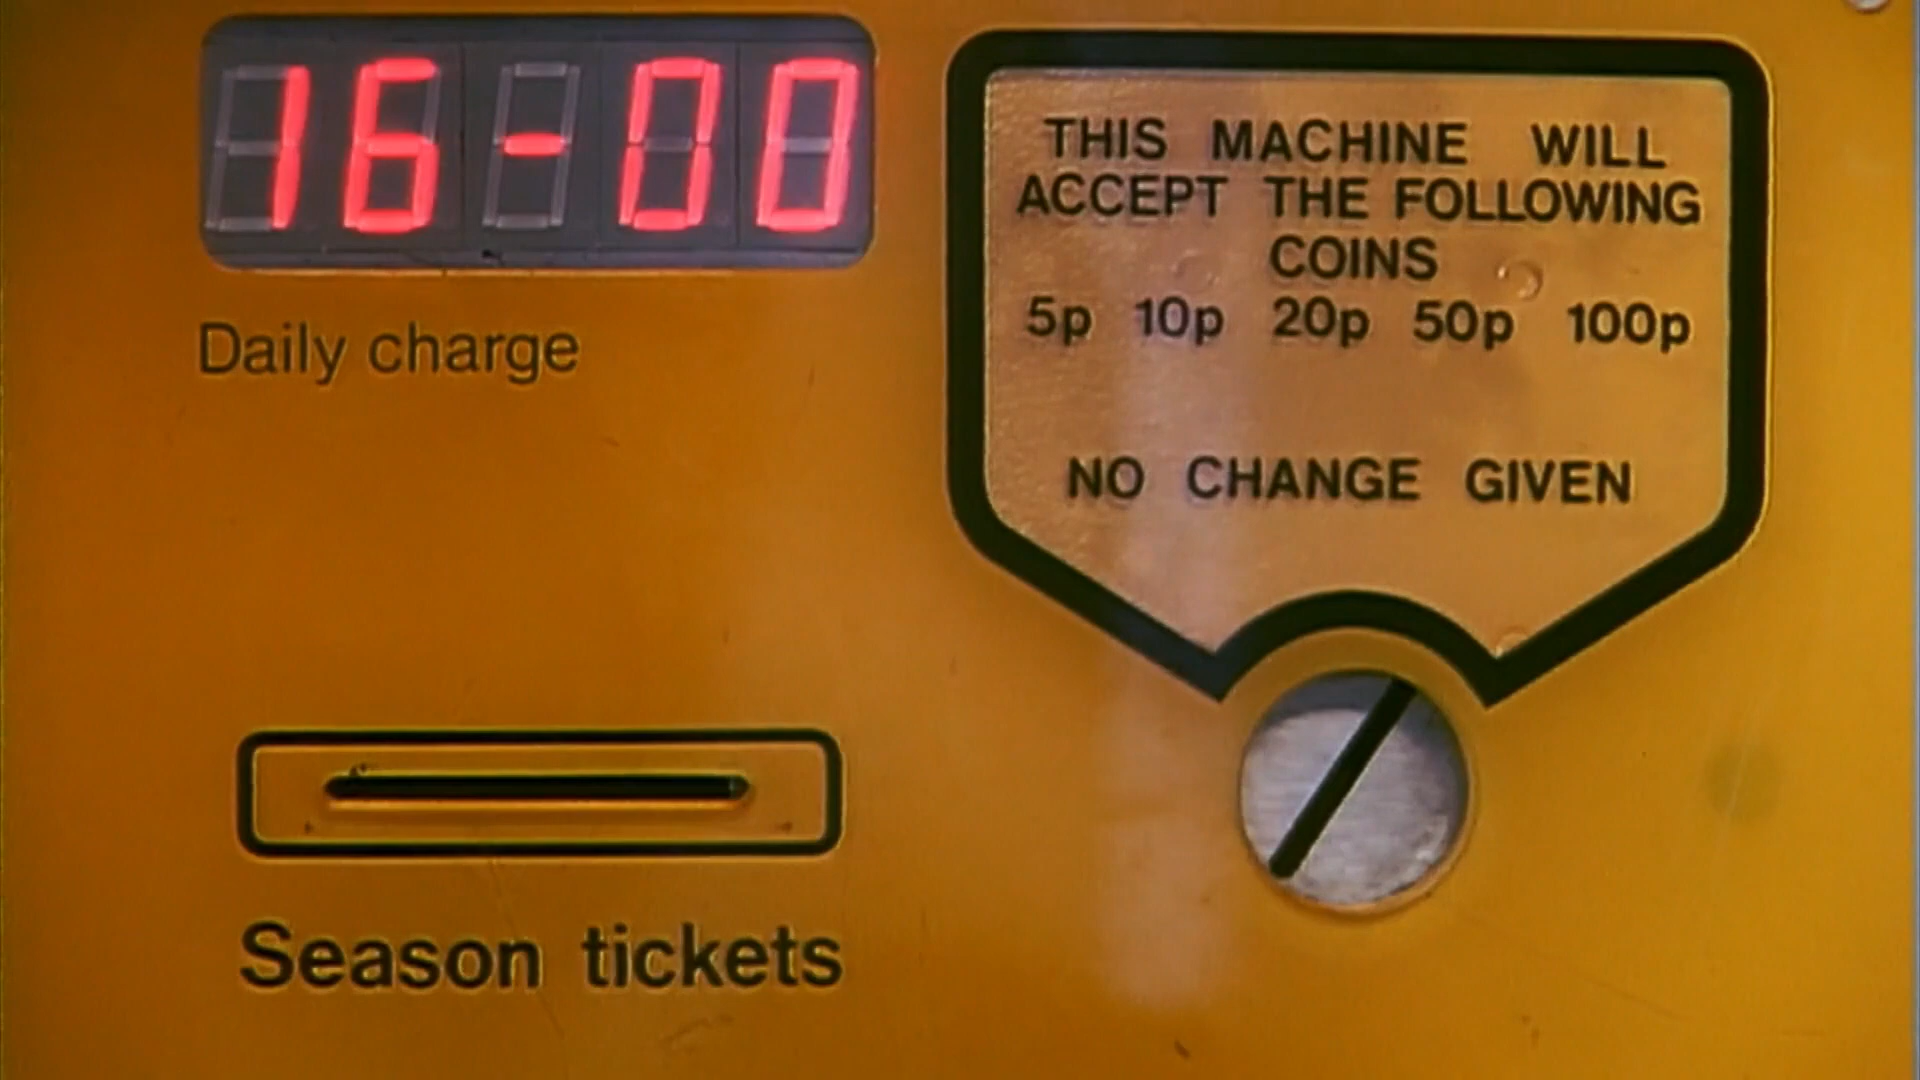 16-00
Daily charge
THIS MACHINE WILL
ACCEPT THE FOLLOWING
COINS
5p 10p 20p 50p 100p
NO CHANGE GIVEN
Season tickets